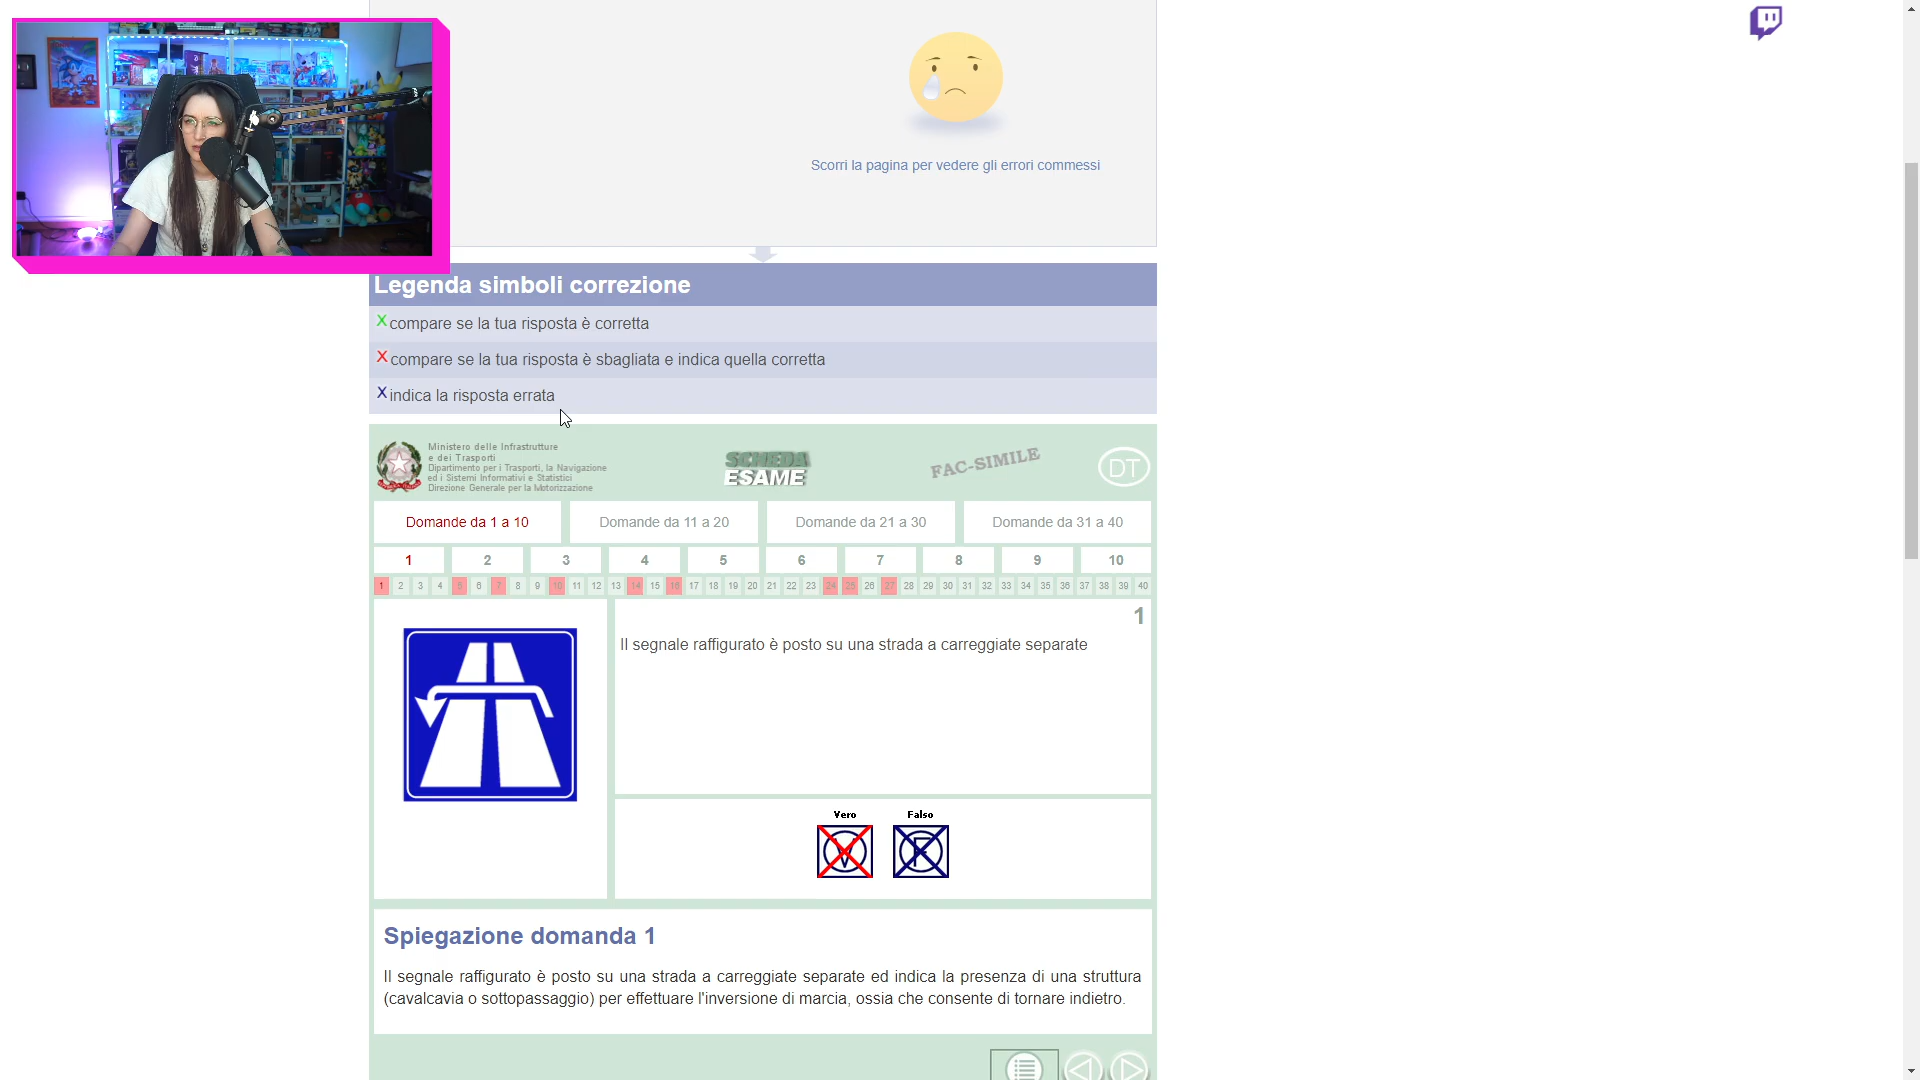 Scorri la pagina per vedere gli errori commessi
Legenda simboli correzione
X compare se la tua risposta è corretta
X compare se la tua risposta è sbagliata e indica quella corretta
X indica la risposta errata
Ministero delle Infrastrutture
e dei Trasporti
Dipartimento per i Trasporti, la Navigazione
ed i Sistemi Informativi e Statistici
Direzione Generale per la Motorizzazione
SCHEDA
ESAME
FAC-SIMILE
DT
Domande da 1 a 10 Domande da 11 a 20 Domande da 21 a 30 Domande da 31 a 40
1 2 3 4 5 6 7 8 9 10
1 2 3 4 5 6 7 8 9 10 11 12 13 14 15 16 17 18 19 20 21 22 23 24 25 26 27 28 29 30 31 32 33 34 35 36 37 38 39 40
1
Il segnale raffigurato è posto su una strada a carreggiate separate
Vero Falso
V F
Spiegazione domanda 1
Il segnale raffigurato è posto su una strada a carreggiate separate ed indica la presenza di una struttura
(cavalcavia o sottopassaggio) per effettuare l'inversione di marcia, ossia che consente di tornare indietro.